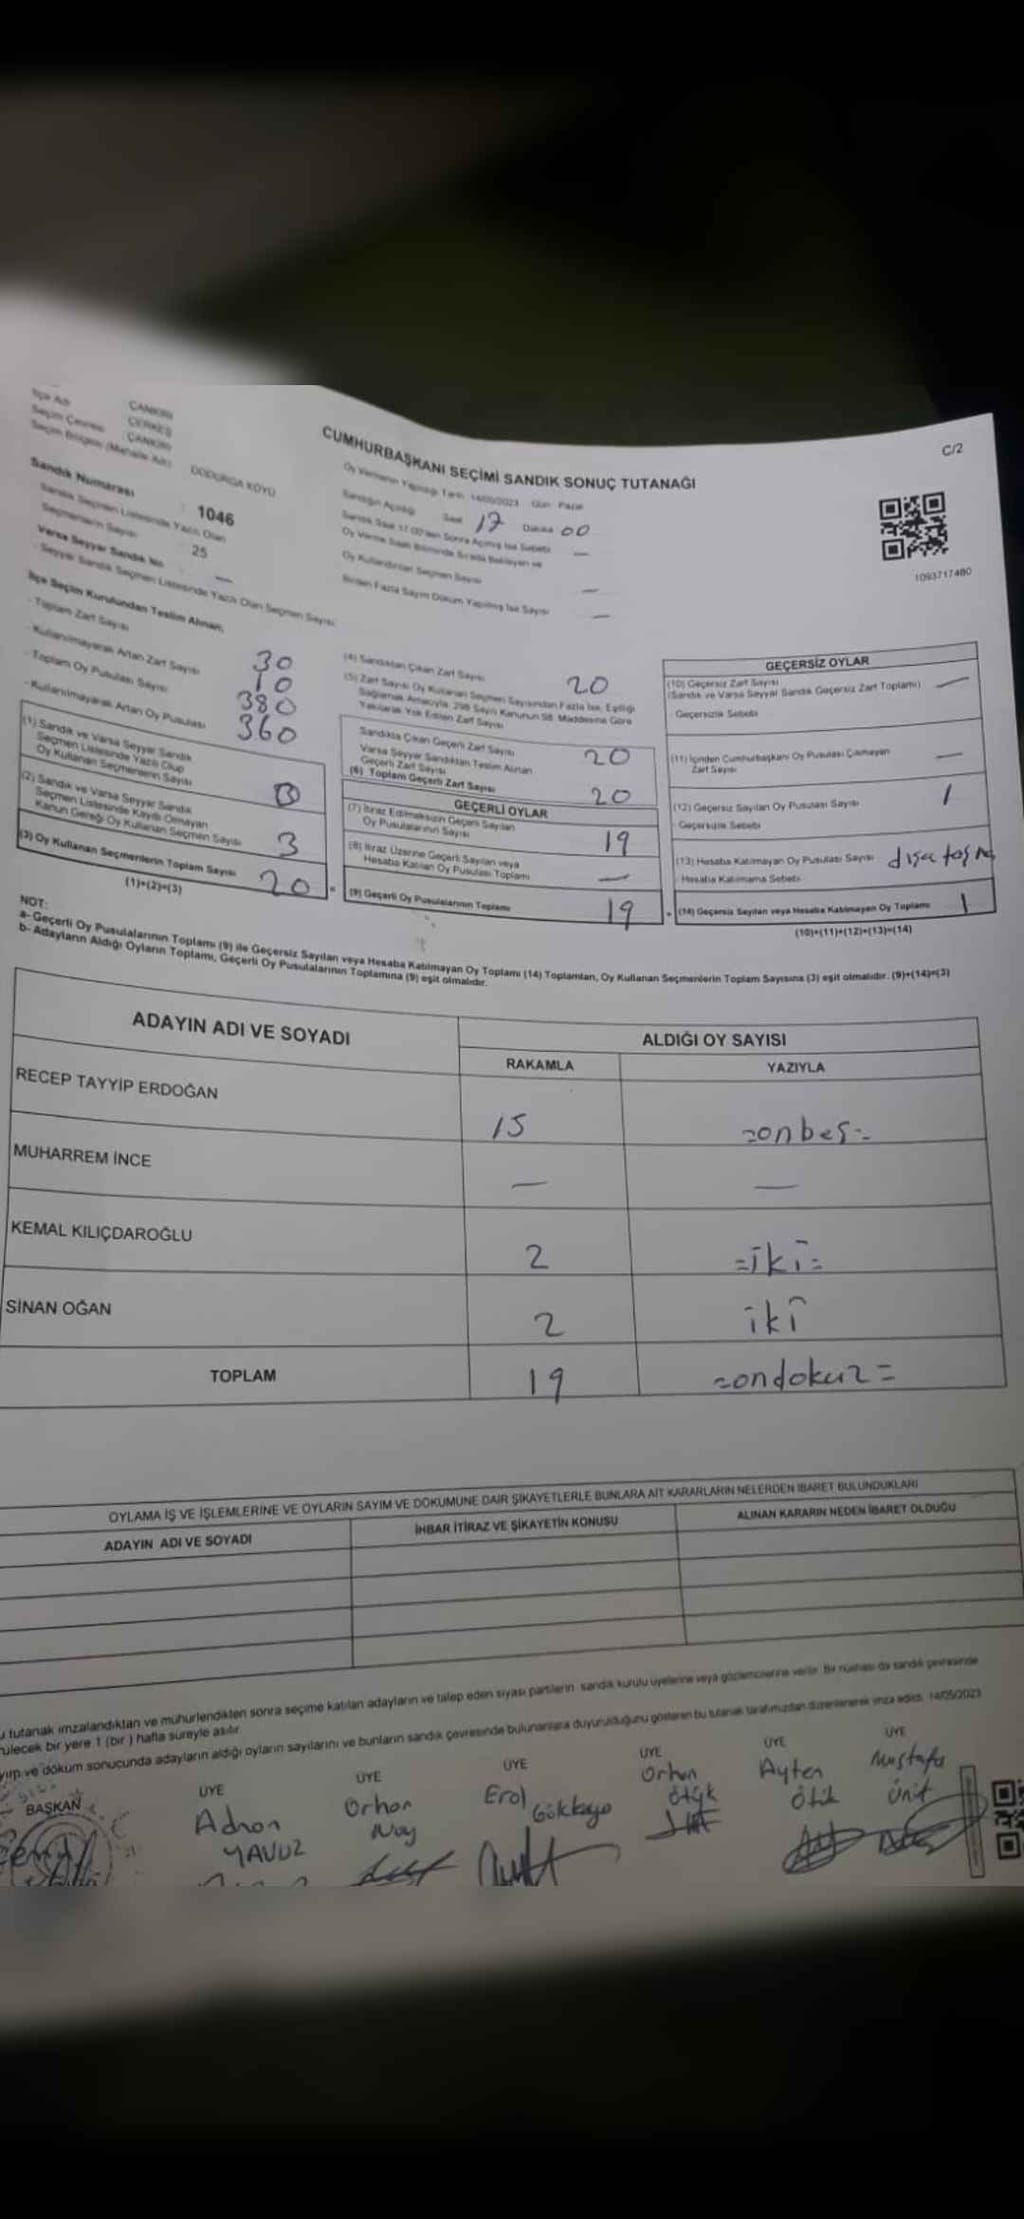 C/2
İlçe Adı ÇANKIRI
Seçim Çevresi ÇERKEŞ
ÇANKIRI
Seçim Bölgesi (Mahalle Adı) DODURGA KÖYÜ
Sandık Numarası : 1046
Sandık Seçmen Listesinde Yazılı Olan
Seçmenlerin Sayısı : 25
Varsa Seyyar Sandık No : —
- Seyyar Sandık Seçmen Listesinde Yazılı Olan Seçmen Sayısı
CUMHURBAŞKANI SEÇİMİ SANDIK SONUÇ TUTANAĞI
Oy Vermenin Yapıldığı Tarih 14/05/2023 Gün Pazar
Sandığın Açıldığı Saat 17 Dakika 00
Sandık Saat 17.00'den Sonra Açılmış İse Sebebi —
Oy Verme Saati Bitiminde Sırada Bekleyen ve
Oy Kullandırılan Seçmen Sayısı —
Birden Fazla Sayım Döküm Yapılmış İse Sayısı —
1093717480
İlçe Seçim Kurulundan Teslim Alınan;
- Toplam Zarf Sayısı 30
- Kullanılmayarak Artan Zarf Sayısı 10
- Toplam Oy Pusulası Sayısı 380
- Kullanılmayarak Artan Oy Pusulası 360
(1) Sandık ve Varsa Seyyar Sandık
Seçmen Listesinde Yazılı Olup
Oy Kullanan Seçmenlerin Sayısı
(2) Sandık ve Varsa Seyyar Sandık
Seçmen Listesinde Kayıtlı Olmayan
Kanun Gereği Oy Kullanan Seçmen Sayısı 3
(3) Oy Kullanan Seçmenlerin Toplam Sayısı 20
(1)+(2)=(3)
(4) Sandıktan Çıkan Zarf Sayısı 20
(5) Zarf Sayısı Oy Kullanan Seçmen Sayısından Fazla İse, Eşitliği
Sağlamak Amacıyla, 298 Sayılı Kanunun 98. Maddesine Göre
Yakılarak Yok Edilen Zarf Sayısı
Sandıkta Çıkan Geçerli Zarf Sayısı 20
Varsa Seyyar Sandıktan Teslim Alınan
Geçerli Zarf Sayısı
(6) Toplam Geçerli Zarf Sayısı 20
GEÇERLİ OYLAR
(7) İtiraz Edilmeksizin Geçerli Sayılan
Oy Pusulalarının Sayısı 19
(8) İtiraz Üzerine Geçerli Sayılan veya
Hesaba Katılan Oy Pusulası Toplamı —
(9) Geçerli Oy Pusulalarının Toplamı 19
GEÇERSİZ OYLAR
(10) Geçersiz Zarf Sayısı —
(Sandık ve Varsa Seyyar Sandık Geçersiz Zarf Toplamı)
Geçersizlik Sebebi
(11) İçinden Cumhurbaşkanı Oy Pusulası Çıkmayan —
Zarf Sayısı
(12) Geçersiz Sayılan Oy Pusulası Sayısı 1
Geçersizlik Sebebi
(13) Hesaba Katılmayan Oy Pusulası Sayısı dışa taşma
Hesaba Katılmama Sebebi
(14) Geçersiz Sayılan veya Hesaba Katılmayan Oy Toplamı 1
(10)+(11)+(12)+(13)=(14)
NOT:
a- Geçerli Oy Pusulalarının Toplamı (9) ile Geçersiz Sayılan veya Hesaba Katılmayan Oy Toplamı (14) Toplamları, Oy Kullanan Seçmenlerin Toplam Sayısına (3) eşit olmalıdır. (9)+(14)=(3)
b- Adayların Aldığı Oyların Toplamı, Geçerli Oy Pusulalarının Toplamına (9) eşit olmalıdır.
ADAYIN ADI VE SOYADI ALDIĞI OY SAYISI
RAKAMLA YAZIYLA
RECEP TAYYİP ERDOĞAN 15 =onbeş=
MUHARREM İNCE — —
KEMAL KILIÇDAROĞLU 2 =iki=
SİNAN OĞAN 2 iki
TOPLAM 19 =ondokuz=
OYLAMA İŞ VE İŞLEMLERİNE VE OYLARIN SAYIM VE DÖKÜMÜNE DAİR ŞİKAYETLERLE BUNLARA AİT KARARLARIN NELERDEN İBARET BULUNDUKLARI
ADAYIN ADI VE SOYADI İHBAR İTİRAZ VE ŞİKAYETİN KONUSU ALINAN KARARIN NEDEN İBARET OLDUĞU
u tutanak imzalandıktan ve mühürlendikten sonra seçime katılan adayların ve talep eden siyasi partilerin sandık kurulu üyelerine veya gözlemcilerine verilir. Bir nüshası da sandık çevresinde
rülecek bir yere 1 (bir) hafta süreyle asılır.
yım ve döküm sonucunda adayların aldığı oyların sayılarını ve bunların sandık çevresinde bulunanlara duyurulduğunu gösteren bu tutanak tarafımızdan düzenlenerek imza edildi. 14/05/2023
BAŞKAN ÜYE ÜYE ÜYE ÜYE ÜYE ÜYE
Adnan YAVUZ
Orhan Nay
Erol Gökkaya
Orhan
Ayten
Mustafa Ünit